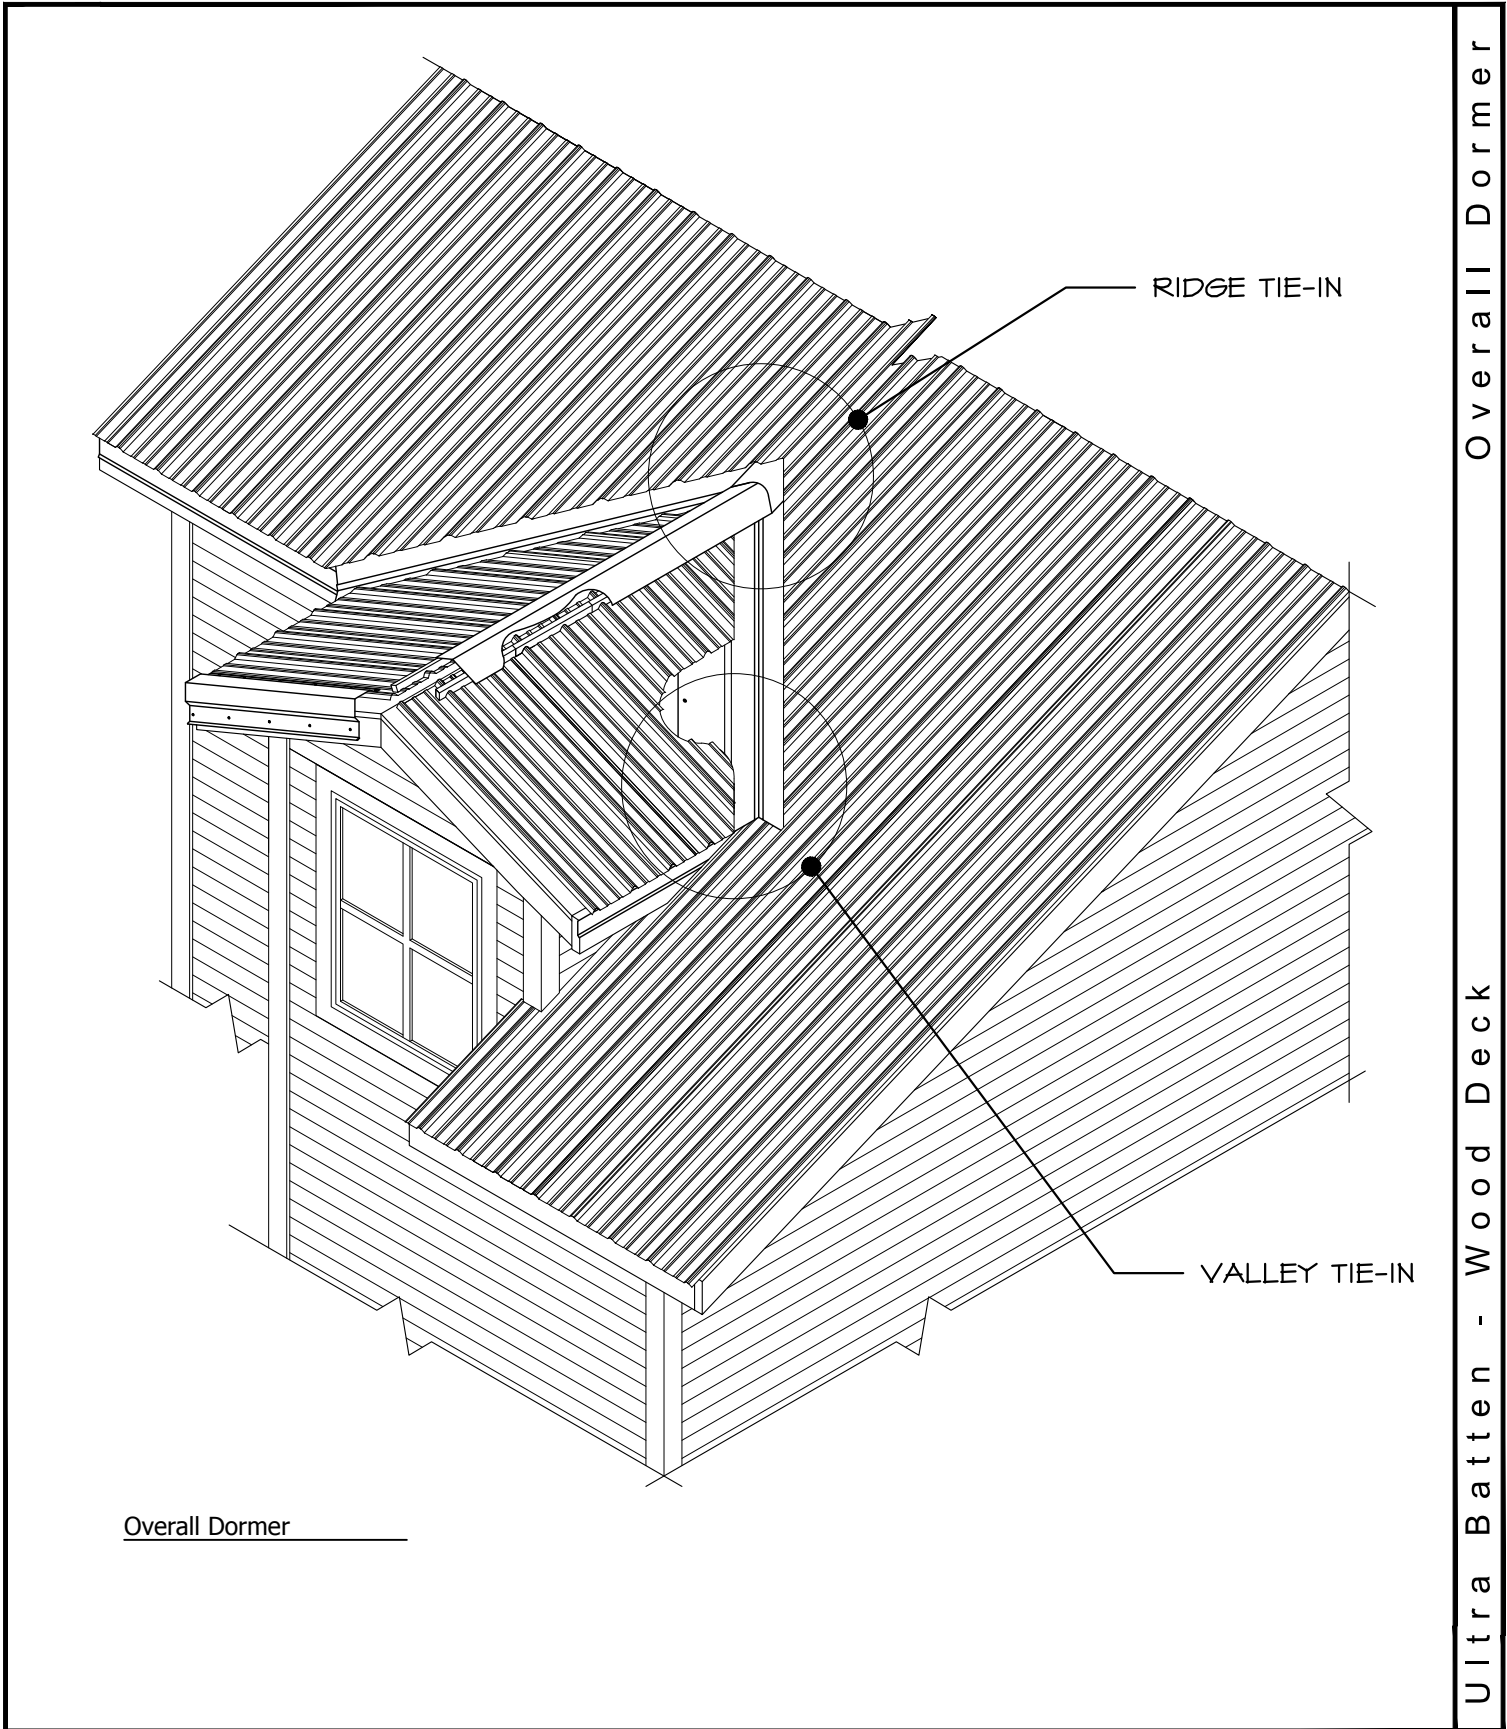 RIDGE TIE-IN
VALLEY TIE-IN
Overall Dormer
Ultra Batten - Wood Deck Overall Dormer